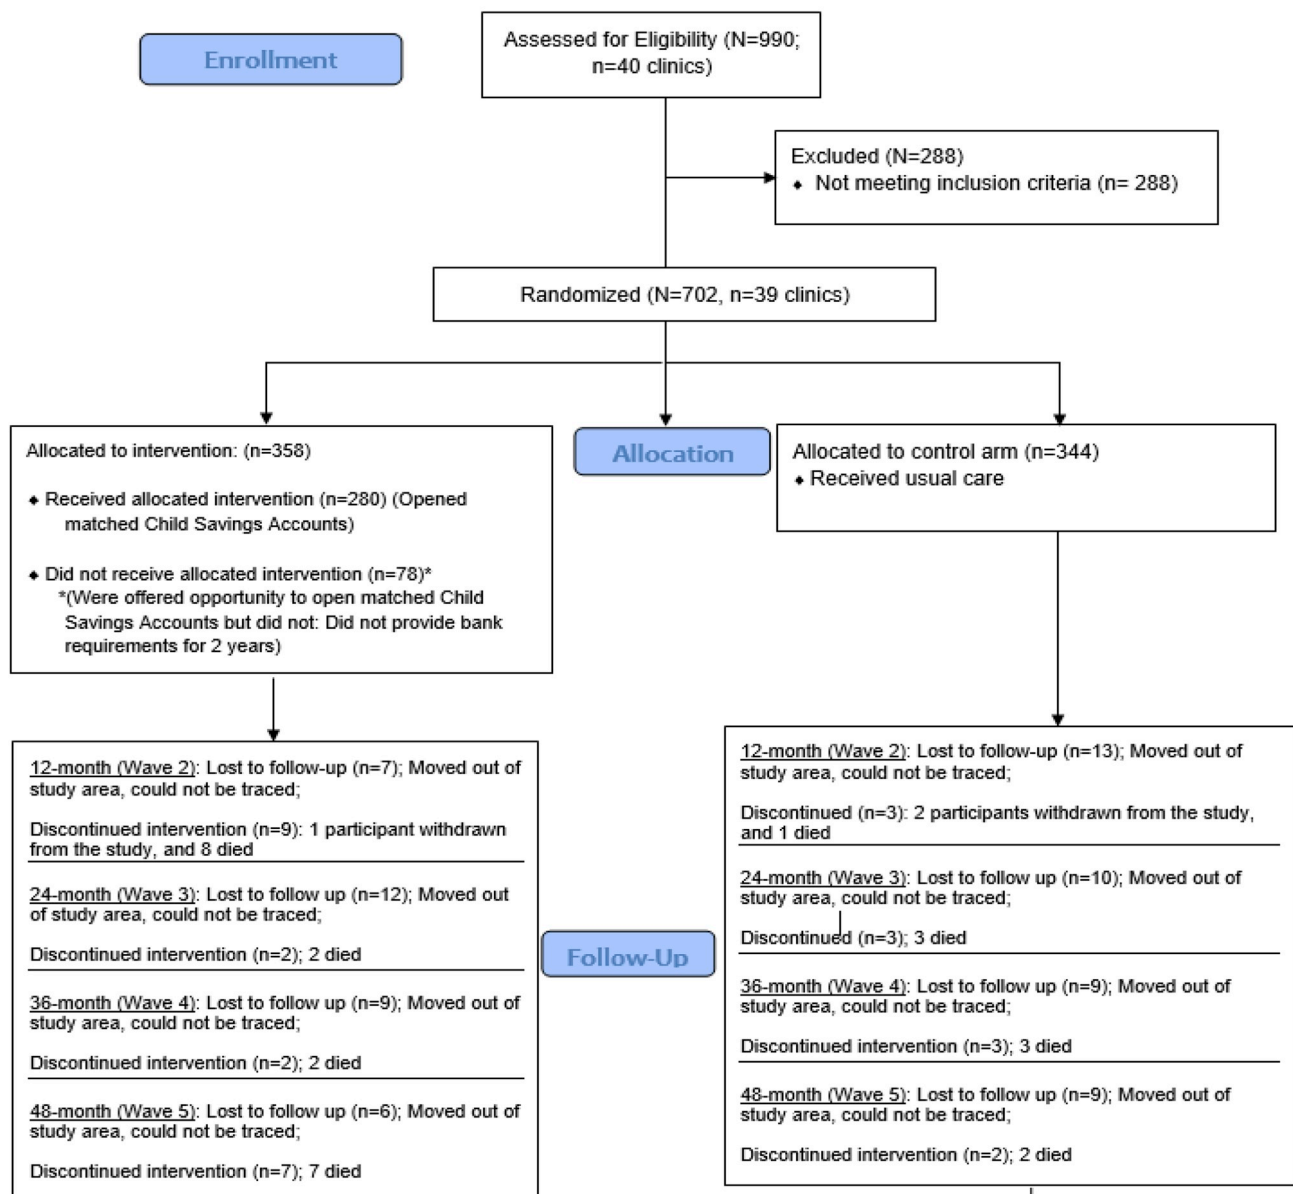 Enrollment
Assessed for Eligibility (N=990;
n=40 clinics)
Excluded (N=288)
⬥ Not meeting inclusion criteria (n= 288)
Randomized (N=702, n=39 clinics)
Allocated to intervention: (n=358)
⬥ Received allocated intervention (n=280) (Opened
matched Child Savings Accounts)
⬥ Did not receive allocated intervention (n=78)*
*(Were offered opportunity to open matched Child
Savings Accounts but did not: Did not provide bank
requirements for 2 years)
Allocation
Allocated to control arm (n=344)
⬥ Received usual care
12-month (Wave 2): Lost to follow-up (n=7); Moved out of
study area, could not be traced;
Discontinued intervention (n=9): 1 participant withdrawn
from the study, and 8 died
24-month (Wave 3): Lost to follow up (n=12); Moved out
of study area, could not be traced;
Discontinued intervention (n=2); 2 died
36-month (Wave 4): Lost to follow up (n=9); Moved out of
study area, could not be traced;
Discontinued intervention (n=2); 2 died
48-month (Wave 5): Lost to follow up (n=6); Moved out of
study area, could not be traced;
Discontinued intervention (n=7); 7 died
Follow-Up
12-month (Wave 2): Lost to follow-up (n=13); Moved out of
study area, could not be traced;
Discontinued (n=3): 2 participants withdrawn from the study,
and 1 died
24-month (Wave 3): Lost to follow up (n=10); Moved out of
study area, could not be traced;
Discontinued (n=3); 3 died
36-month (Wave 4): Lost to follow up (n=9); Moved out of
study area, could not be traced;
Discontinued intervention (n=3); 3 died
48-month (Wave 5): Lost to follow up (n=9); Moved out of
study area, could not be traced;
Discontinued intervention (n=2); 2 died